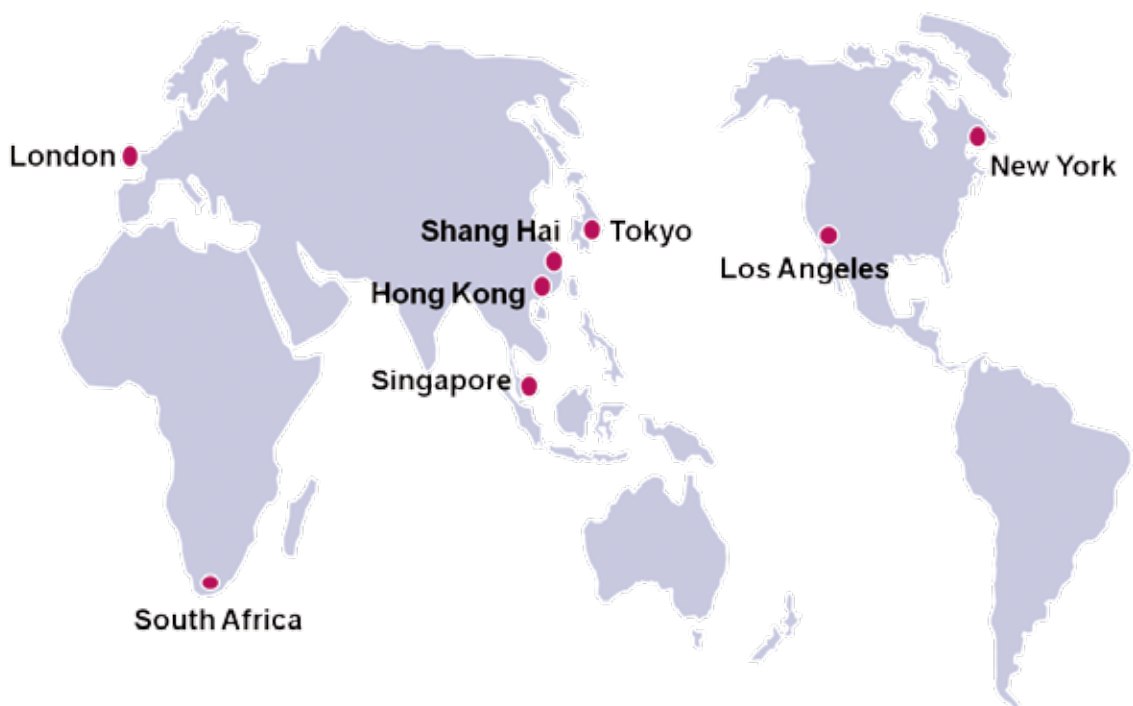 London
New York
Shang Hai
Tokyo
Los Angeles
Hong Kong
Singapore
South Africa